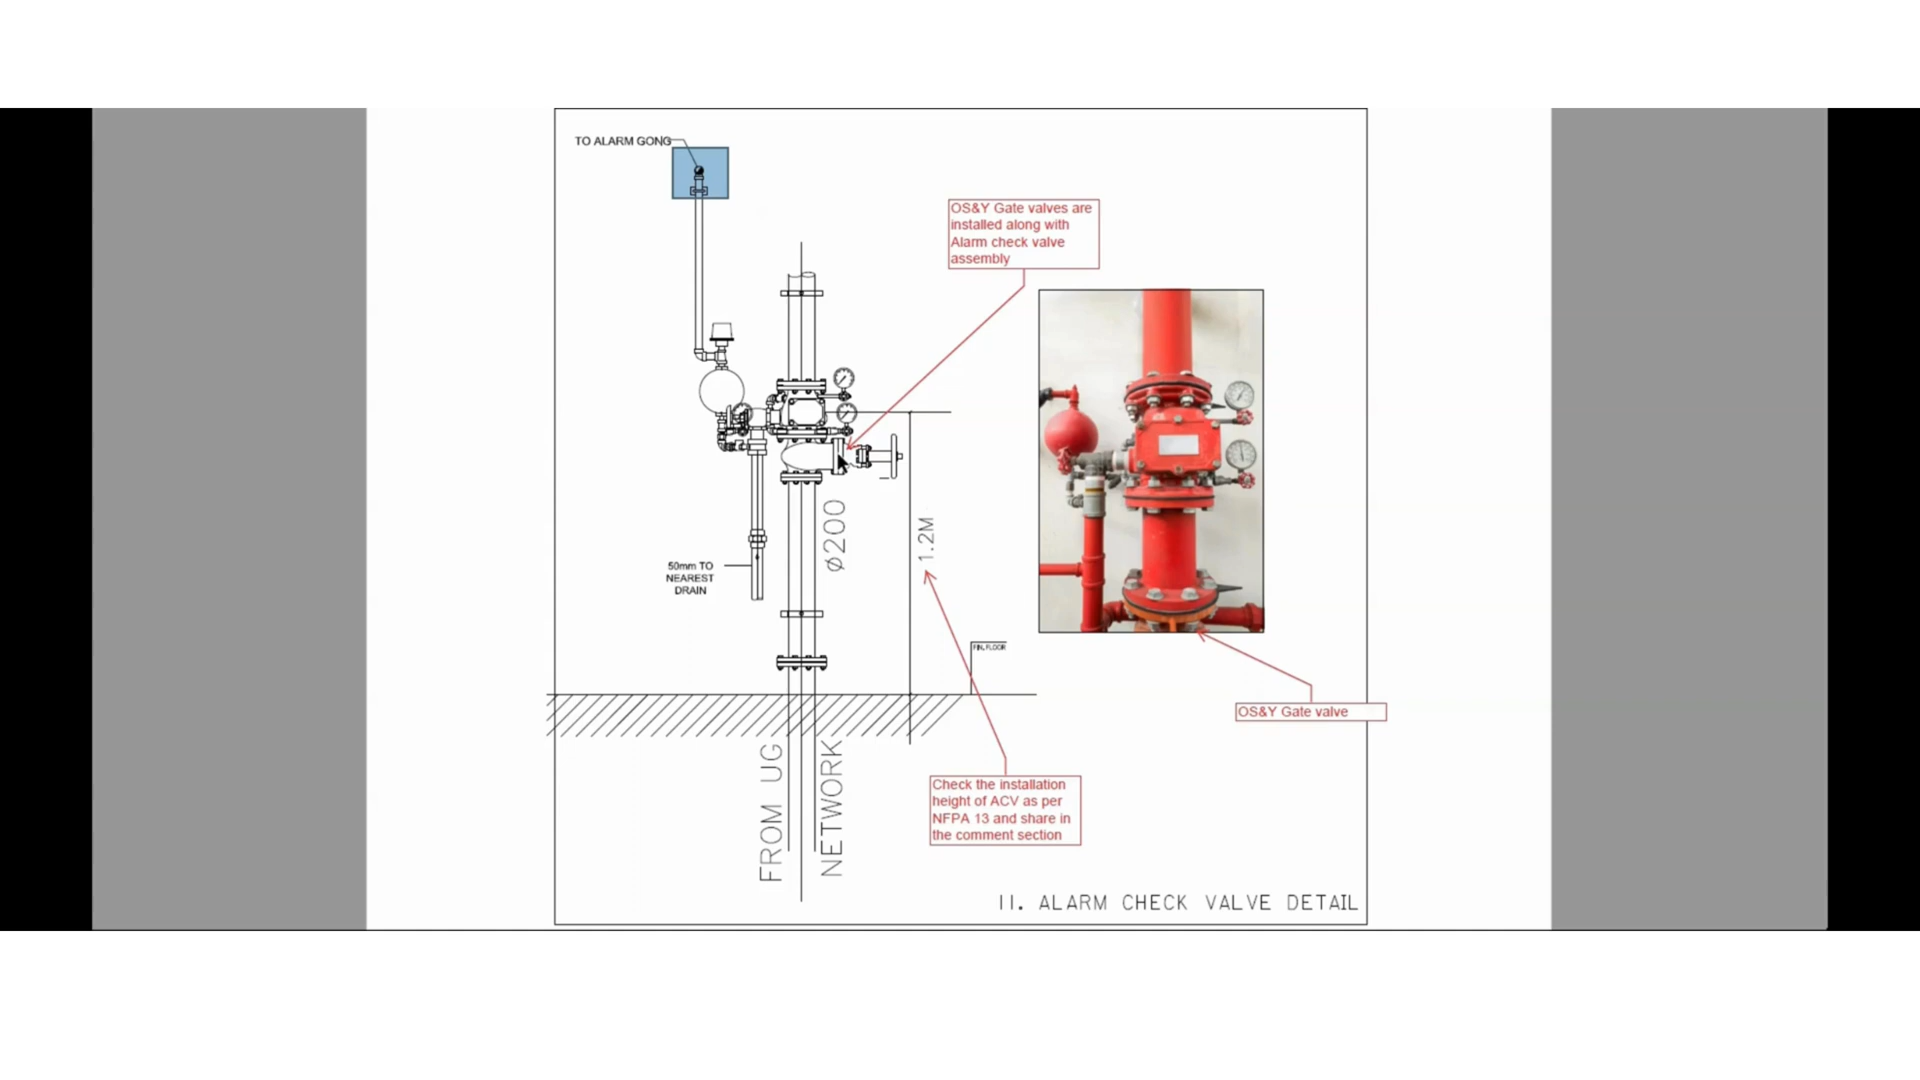 TO ALARM GONG
OS&Y Gate valves are
installed along with
Alarm check valve
assembly
Ø200
1.2M
50mm TO
NEAREST
DRAIN
FIN. FLOOR
OS&Y Gate valve
FROM UG
NETWORK
Check the installation
height of ACV as per
NFPA 13 and share in
the comment section
11. ALARM CHECK VALVE DETAIL